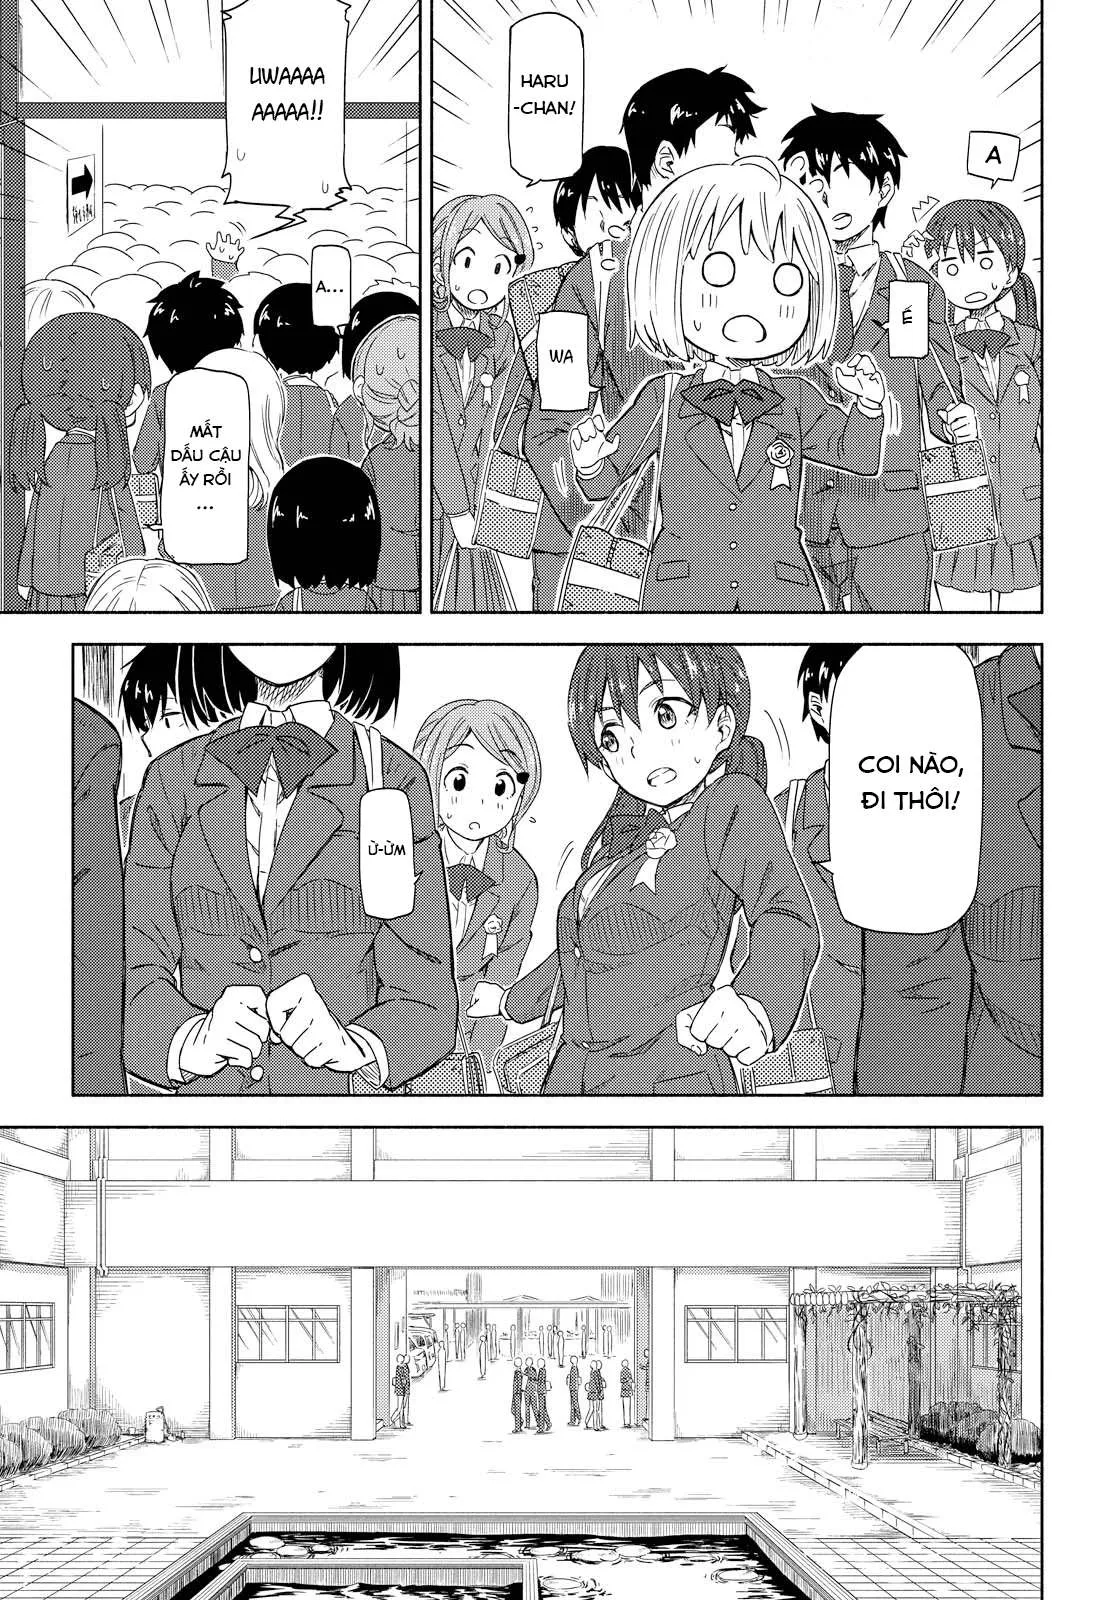 A
HARU
-CHAN!
Ế
WA
UWAAAA
AAAAA!!
A...
MẤT
DẤU CẬU
ẤY RỒI
...
COI NÀO,
ĐI THÔI!
Ừ-ỪM